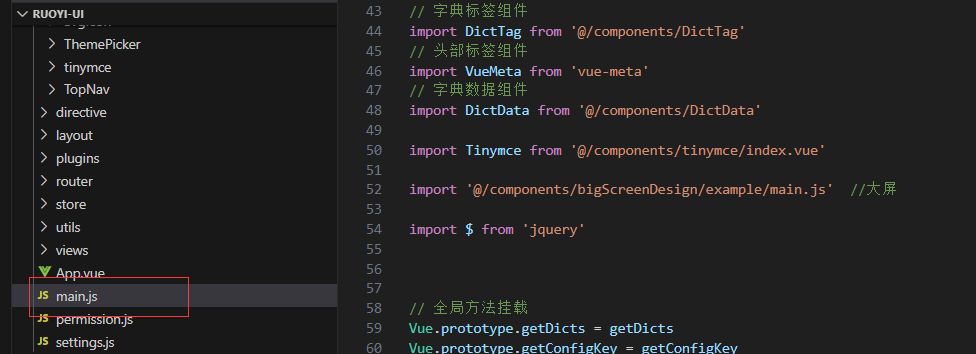 RUOYI-UI
ThemePicker
tinymce
TopNav
directive
layout
plugins
router
store
utils
views
App.vue
JS main.js
JS permission.js
JS settings.js
43 // 字典标签组件
44 import DictTag from '@/components/DictTag'
45 // 头部标签组件
46 import VueMeta from 'vue-meta'
47 // 字典数据组件
48 import DictData from '@/components/DictData'
49
50 import Tinymce from '@/components/tinymce/index.vue'
51
52 import '@/components/bigScreenDesign/example/main.js' //大屏
53
54 import $ from 'jquery'
55
56
57
58 // 全局方法挂载
59 Vue.prototype.getDicts = getDicts
60 Vue.prototype.getConfigKey = getConfigKey